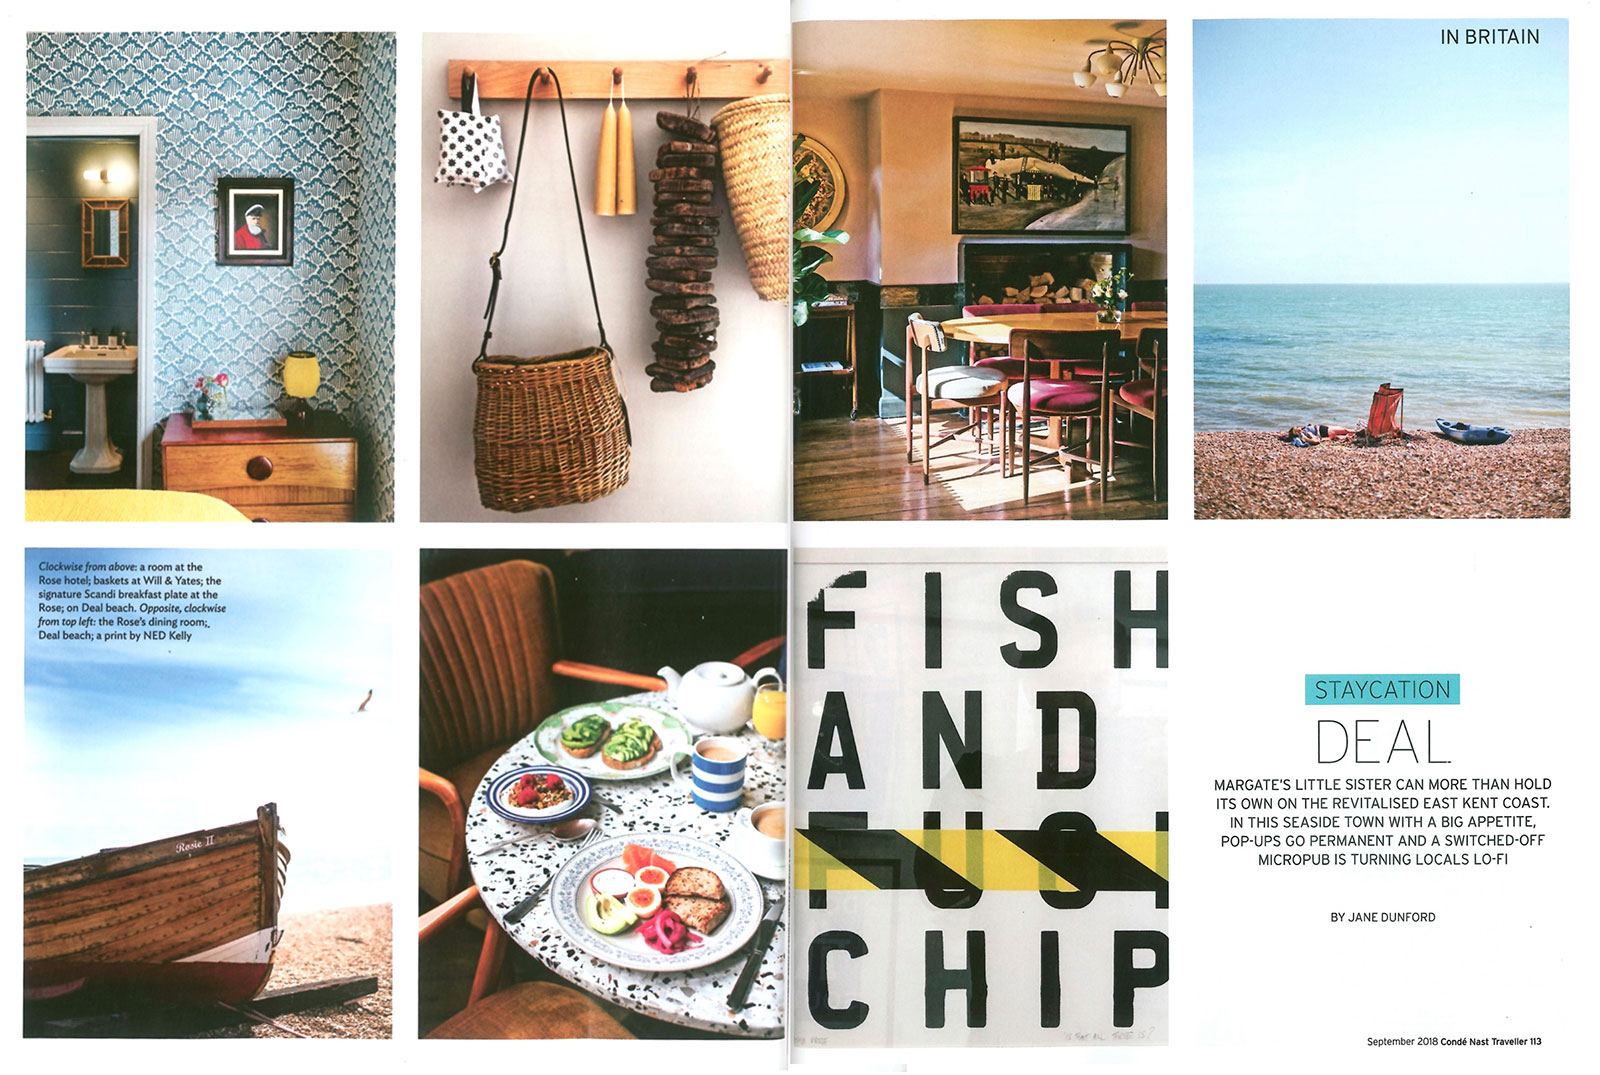 IN BRITAIN
Clockwise from above: a room at the
Rose hotel; baskets at Will & Yates; the
signature Scandi breakfast plate at the
Rose; on Deal beach. Opposite, clockwise
from top left: the Rose's dining room;
Deal beach; a print by NED Kelly
Rosie II
FISH
AND
CHIP
STAYCATION
DEAL
MARGATE'S LITTLE SISTER CAN MORE THAN HOLD
ITS OWN ON THE REVITALISED EAST KENT COAST.
IN THIS SEASIDE TOWN WITH A BIG APPETITE,
POP-UPS GO PERMANENT AND A SWITCHED-OFF
MICROPUB IS TURNING LOCALS LO-FI
BY JANE DUNFORD
September 2018 Condé Nast Traveller 113